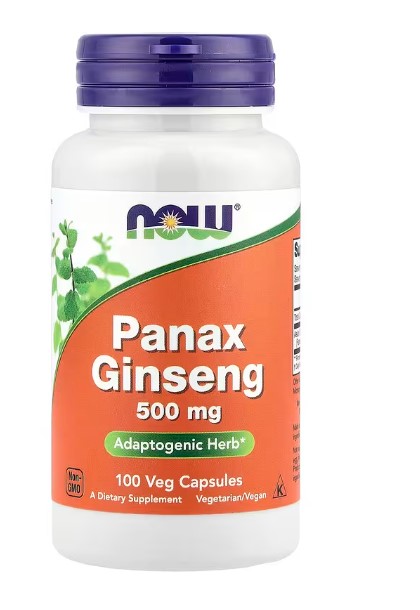 NOW®
Panax
Ginseng
500 mg
Adaptogenic Herb*
100 Veg Capsules
Non-
GMO
A Dietary Supplement Vegetarian/Vegan
K